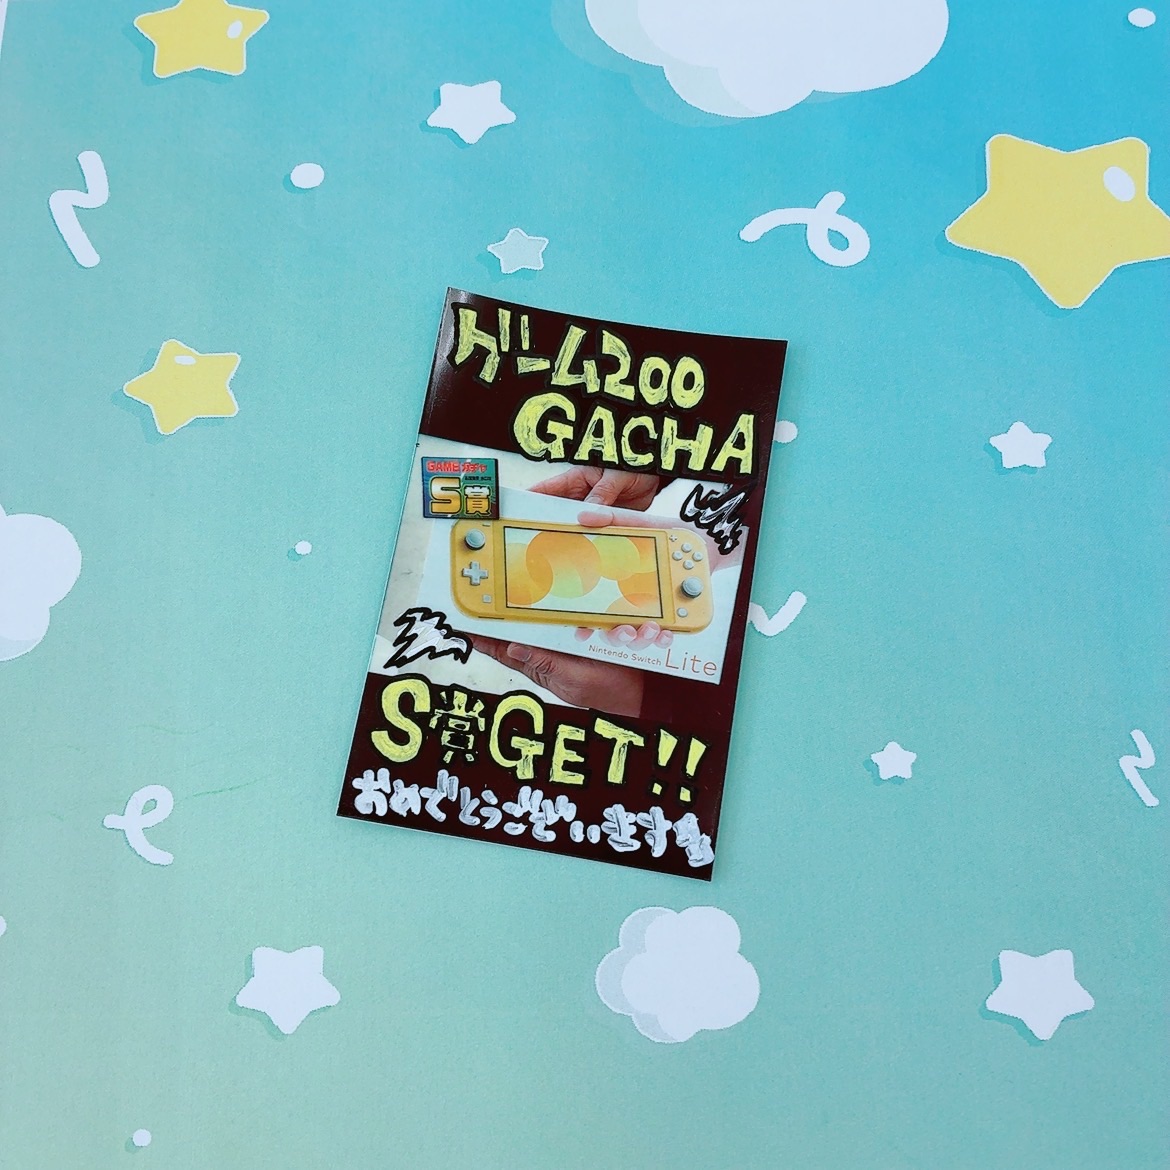 ゲーム200
GACHA
GAMEガチャ
S賞
Nintendo Switch Lite
S賞GET!!
おめでとうございます!!